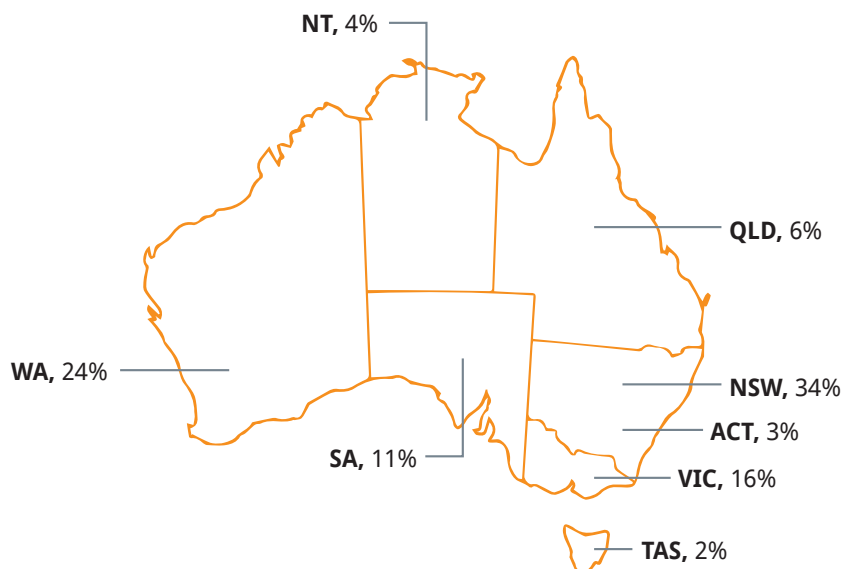 NT, 4%
QLD, 6%
WA, 24%
NSW, 34%
ACT, 3%
SA, 11%
VIC, 16%
TAS, 2%